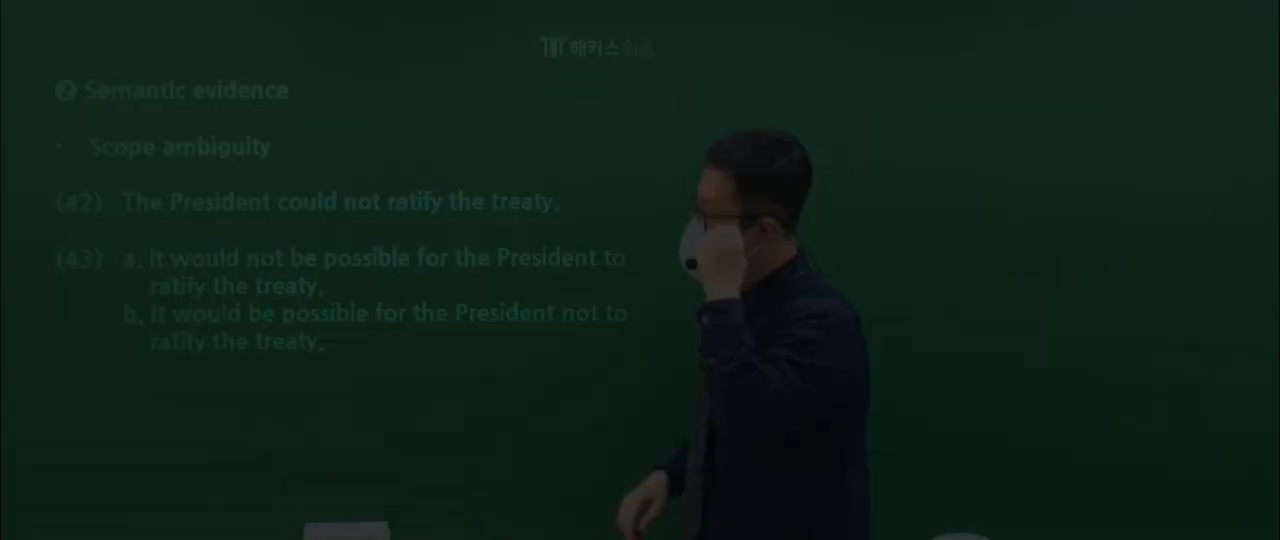 해커스임용
❷ Semantic evidence
• Scope ambiguity
(42) The President could not ratify the treaty.
(43) a. It would not be possible for the President to
ratify the treaty.
b. It would be possible for the President not to
ratify the treaty.